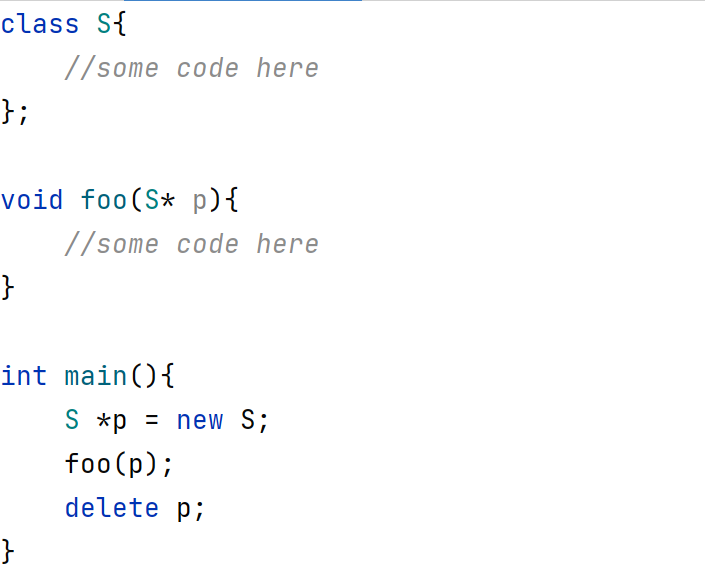 class S{
    //some code here
};
void foo(S* p){
    //some code here
}
int main(){
    S *p = new S;
    foo(p);
    delete p;
}